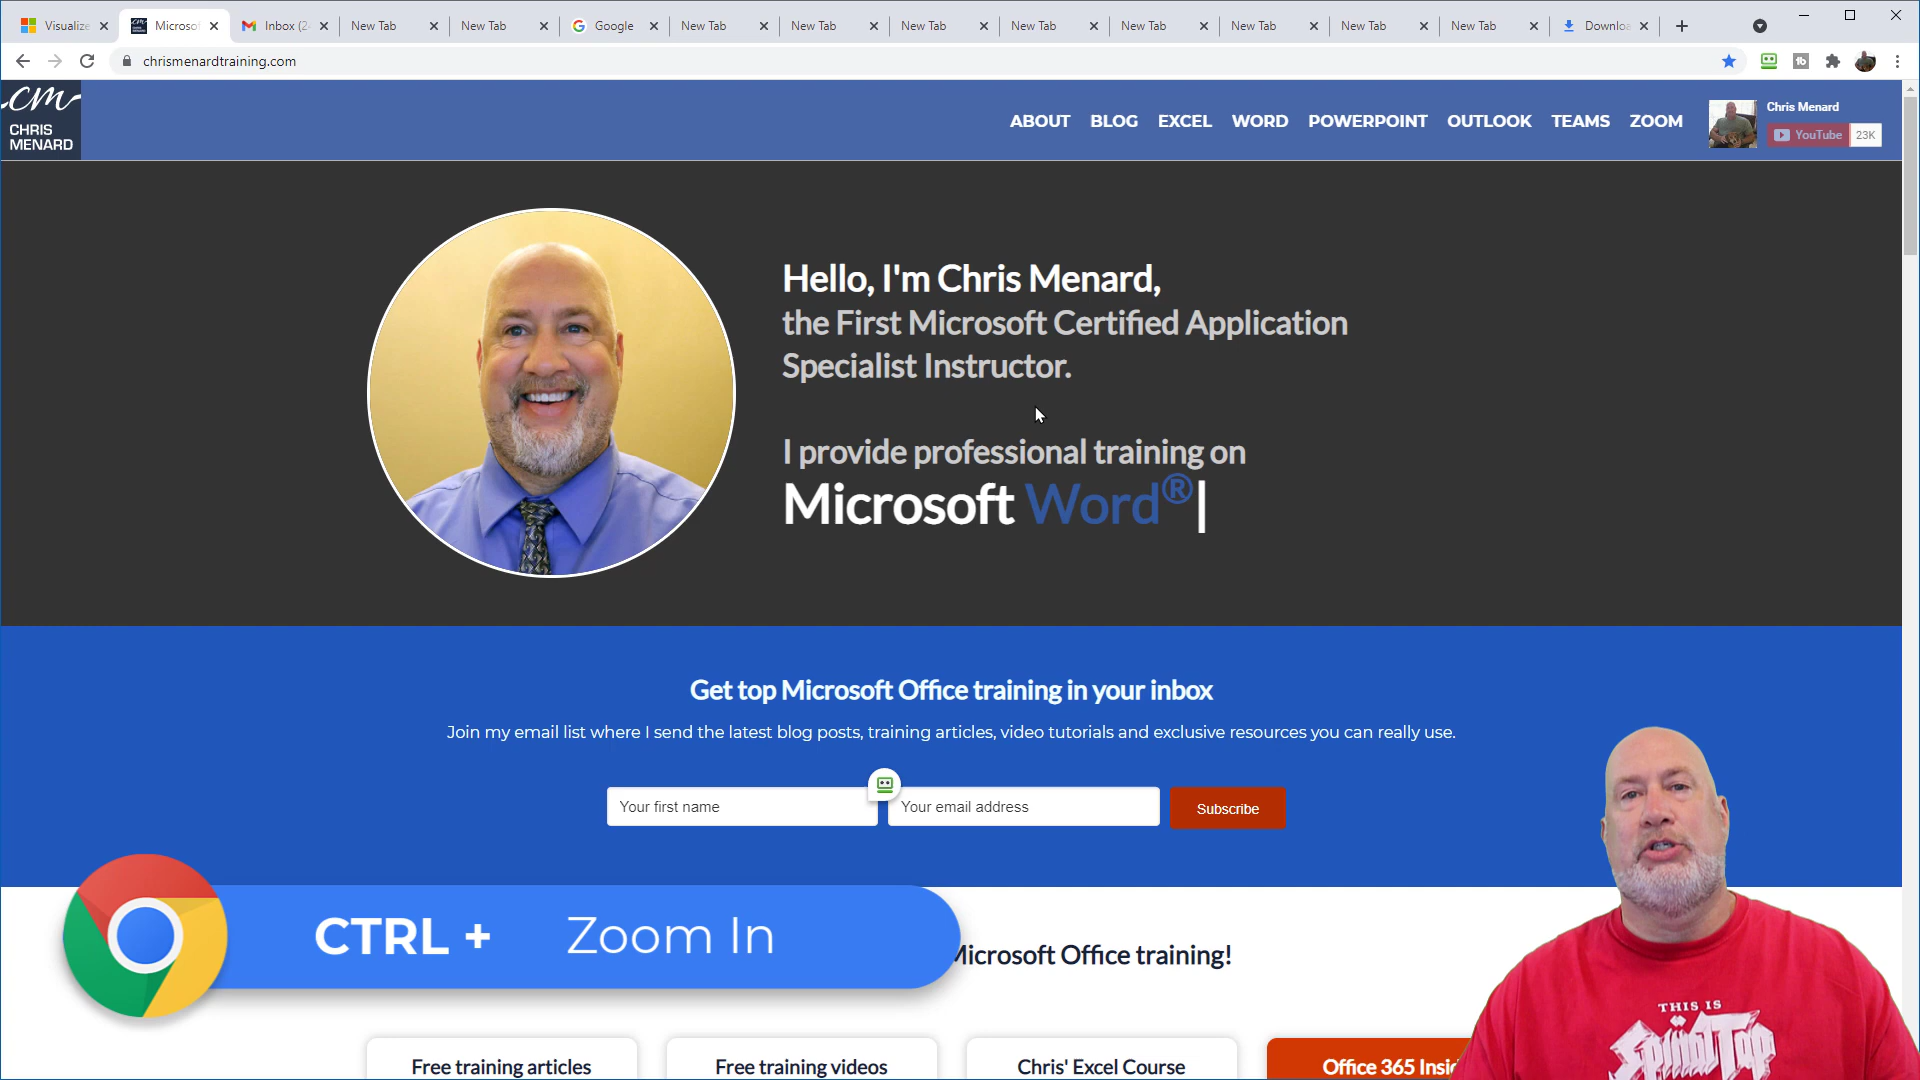 Visualize
Microsof
Inbox (2
New Tab
New Tab
Google
New Tab
New Tab
New Tab
New Tab
New Tab
New Tab
New Tab
New Tab
Downloa
chrismenardtraining.com
CM
CHRIS
MENARD
ABOUT BLOG EXCEL WORD POWERPOINT OUTLOOK TEAMS ZOOM
Chris Menard
YouTube 23K
Hello, I'm Chris Menard,
the First Microsoft Certified Application
Specialist Instructor.
I provide professional training on
Microsoft Word®|
Get top Microsoft Office training in your inbox
Join my email list where I send the latest blog posts, training articles, video tutorials and exclusive resources you can really use.
Your first name
Your email address
Subscribe
CTRL + Zoom In
Microsoft Office training!
Free training articles
Free training videos
Chris' Excel Course
Office 365 Insi
THIS IS
SPINAL TAP